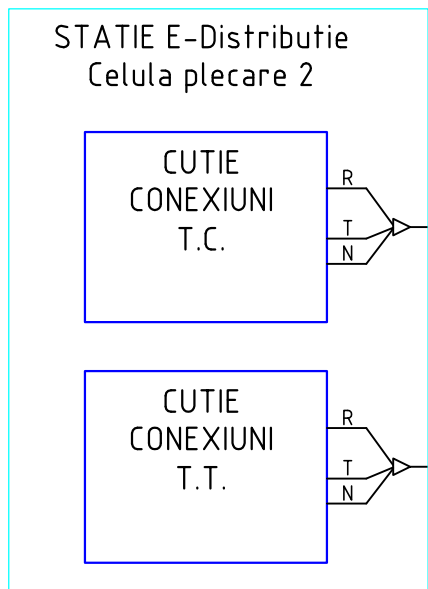 STATIE E-Distributie
Celula plecare 2
CUTIE
CONEXIUNI
T.C.
R
T
N
CUTIE
CONEXIUNI
T.T.
R
T
N